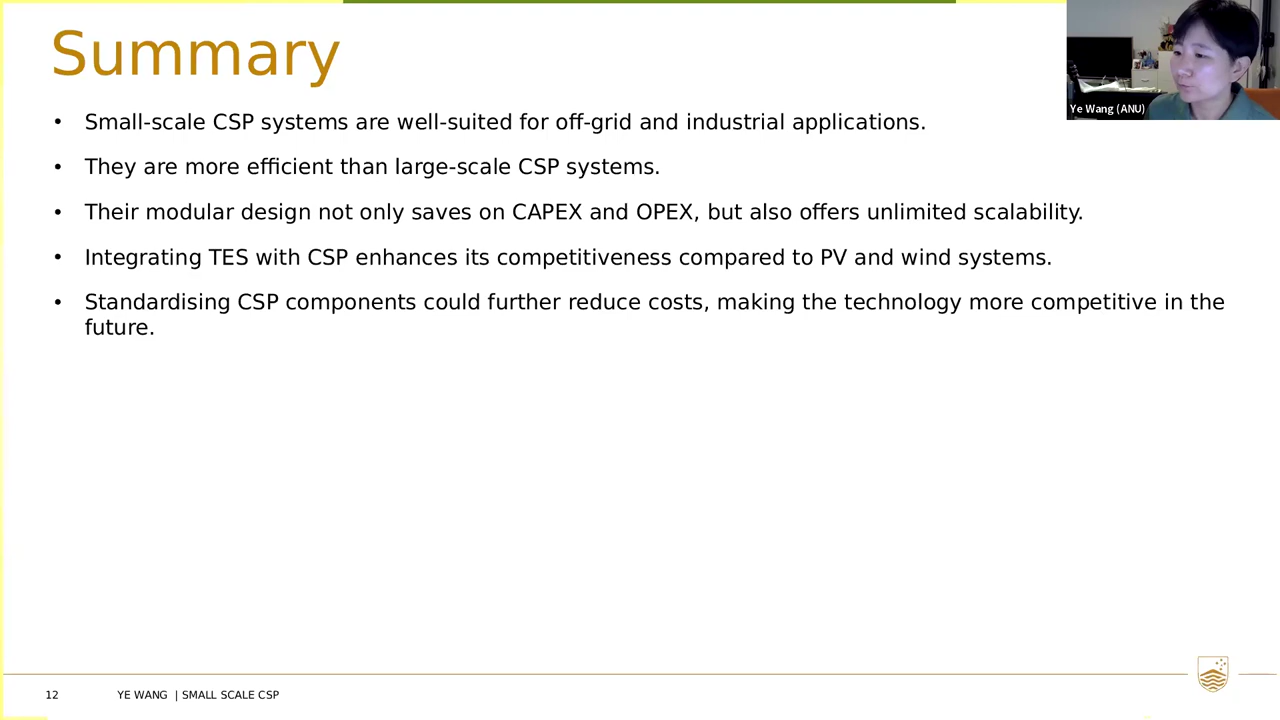 Summary
Ye Wang (ANU)
• Small-scale CSP systems are well-suited for off-grid and industrial applications.
• They are more efficient than large-scale CSP systems.
• Their modular design not only saves on CAPEX and OPEX, but also offers unlimited scalability.
• Integrating TES with CSP enhances its competitiveness compared to PV and wind systems.
• Standardising CSP components could further reduce costs, making the technology more competitive in the
future.
12 YE WANG | SMALL SCALE CSP